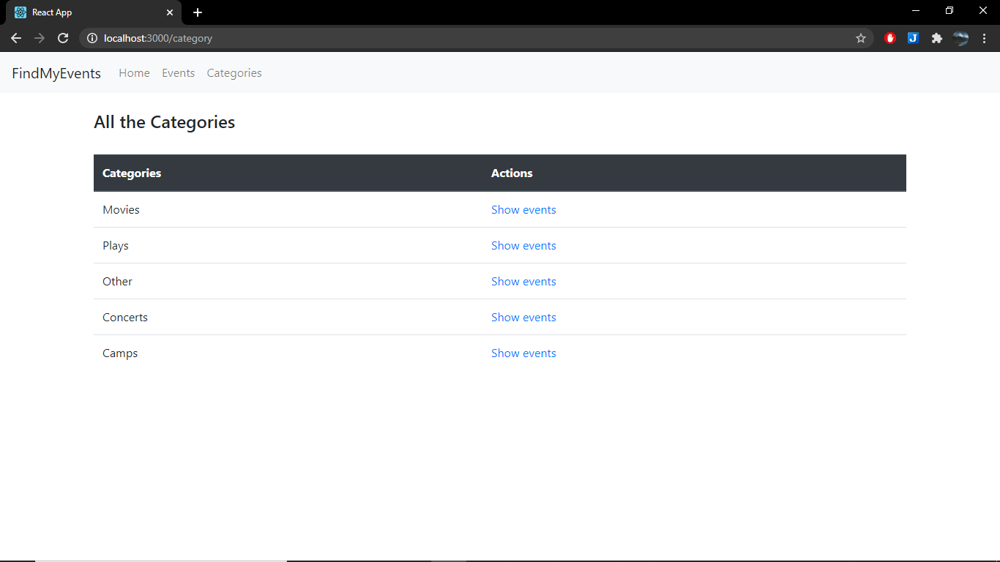 React App
localhost:3000/category
FindMyEvents Home Events Categories
All the Categories
Categories Actions
Movies Show events
Plays Show events
Other Show events
Concerts Show events
Camps Show events